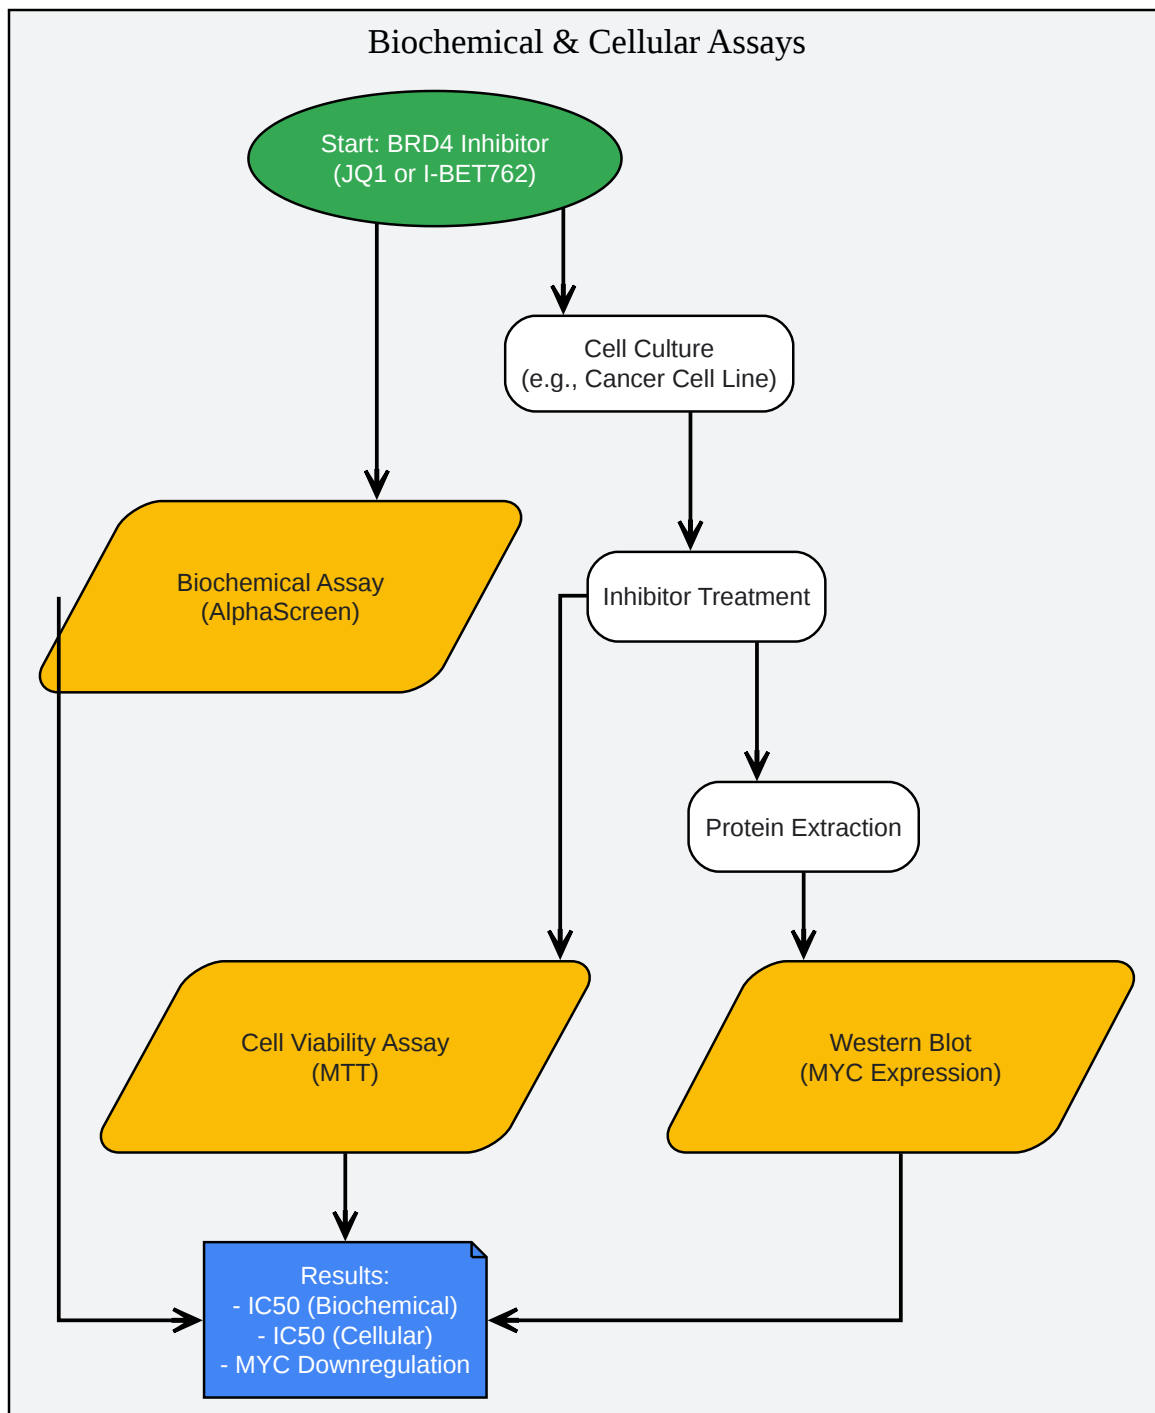 Biochemical & Cellular Assays
Start: BRD4 Inhibitor
(JQ1 or I-BET762)
Cell Culture
(e.g., Cancer Cell Line)
Biochemical Assay
(AlphaScreen)
Inhibitor Treatment
Protein Extraction
Cell Viability Assay
(MTT)
Western Blot
(MYC Expression)
Results:
- IC50 (Biochemical)
- IC50 (Cellular)
- MYC Downregulation